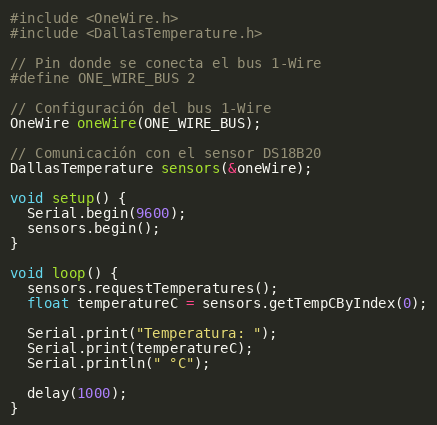 #include <OneWire.h>
#include <DallasTemperature.h>

// Pin donde se conecta el bus 1-Wire
#define ONE_WIRE_BUS 2

// Configuración del bus 1-Wire
OneWire oneWire(ONE_WIRE_BUS);

// Comunicación con el sensor DS18B20
DallasTemperature sensors(&oneWire);

void setup() {
  Serial.begin(9600);
  sensors.begin();
}

void loop() {
  sensors.requestTemperatures();
  float temperatureC = sensors.getTempCByIndex(0);

  Serial.print("Temperatura: ");
  Serial.print(temperatureC);
  Serial.println(" °C");

  delay(1000);
}